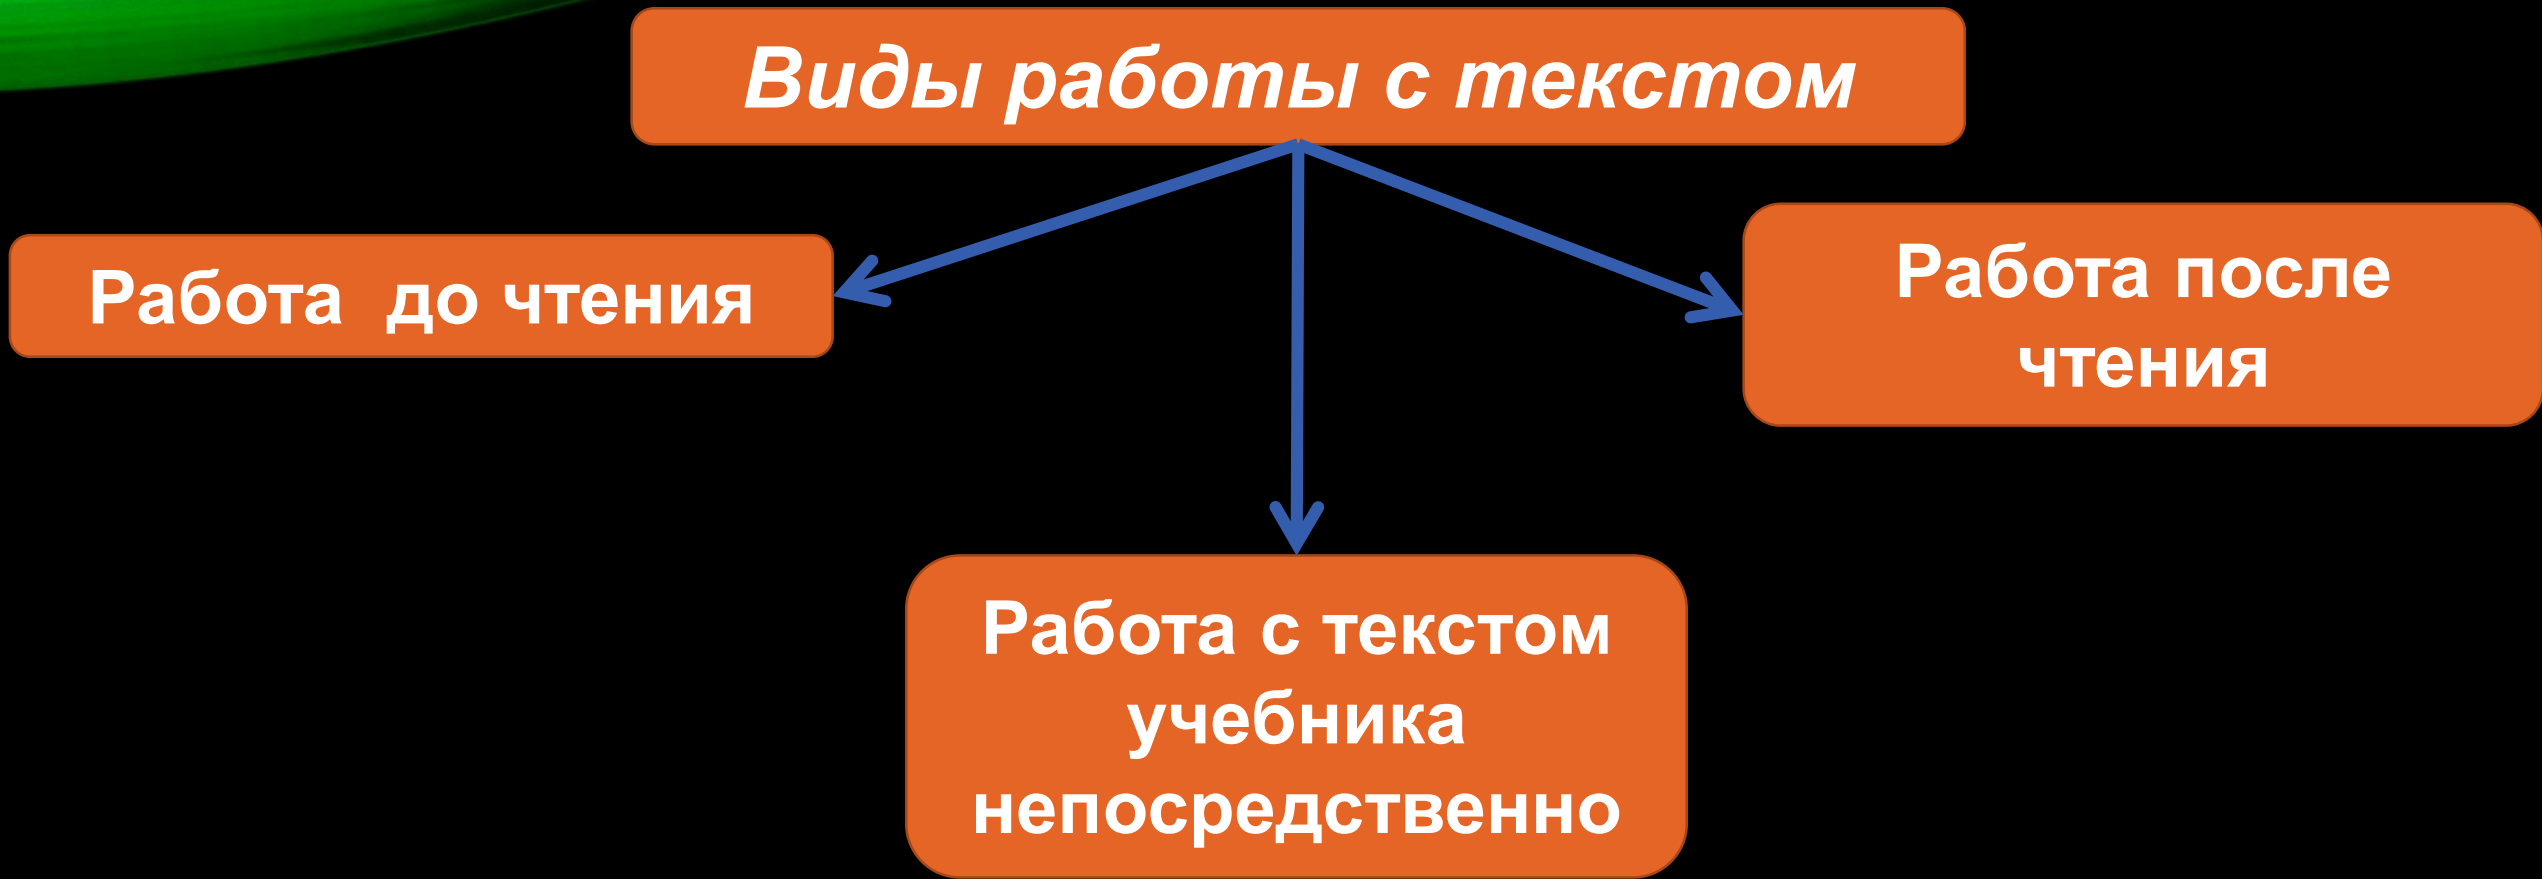 Виды работы с текстом
Работа до чтения
Работа после
чтения
Работа с текстом
учебника
непосредственно